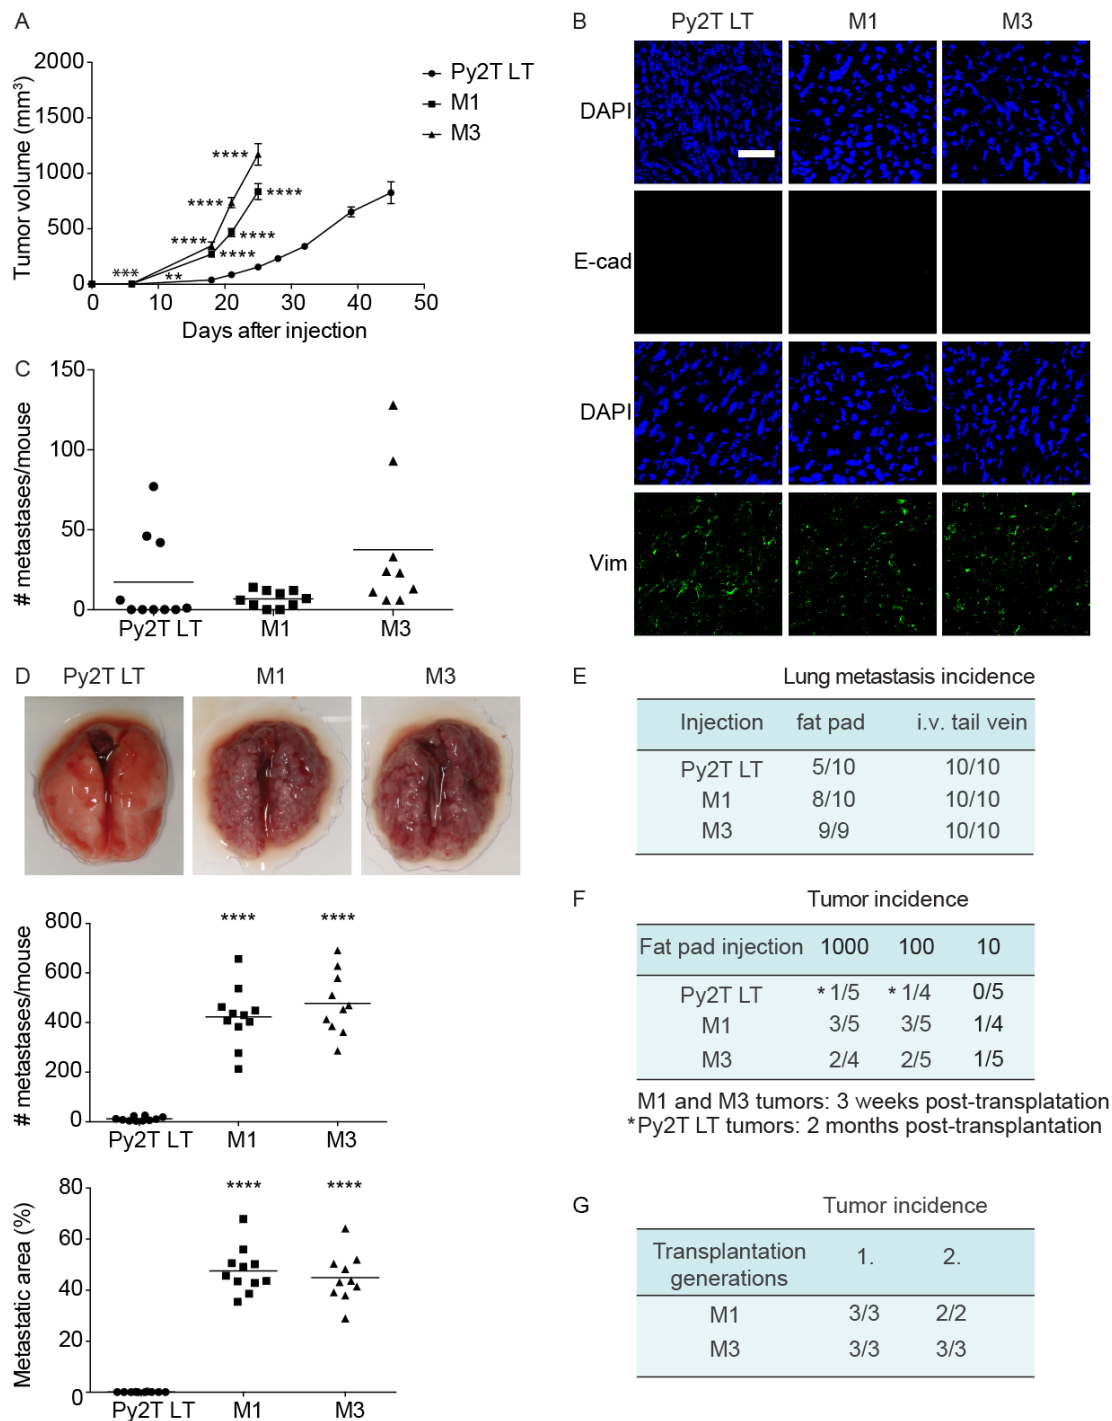 A
Tumor volume (mm³)
2000
1500
1000
500
0
0 10 20 30 40 50
Days after injection
Py2T LT
M1
M3
****
****
****
****
****
****
***
**
B
Py2T LT M1 M3
DAPI
E-cad
DAPI
Vim
C
# metastases/mouse
150
100
50
0
Py2T LT M1 M3
D
Py2T LT M1 M3
# metastases/mouse
800
600
400
200
0
**** ****
Py2T LT M1 M3
Metastatic area (%)
80
60
40
20
0
**** ****
Py2T LT M1 M3
E
Lung metastasis incidence
Injection fat pad i.v. tail vein
Py2T LT 5/10 10/10
M1 8/10 10/10
M3 9/9 10/10
F
Tumor incidence
Fat pad injection 1000 100 10
Py2T LT *1/5 *1/4 0/5
M1 3/5 3/5 1/4
M3 2/4 2/5 1/5
M1 and M3 tumors: 3 weeks post-transplatation
*Py2T LT tumors: 2 months post-transplantation
G
Tumor incidence
Transplantation
generations 1. 2.
M1 3/3 2/2
M3 3/3 3/3